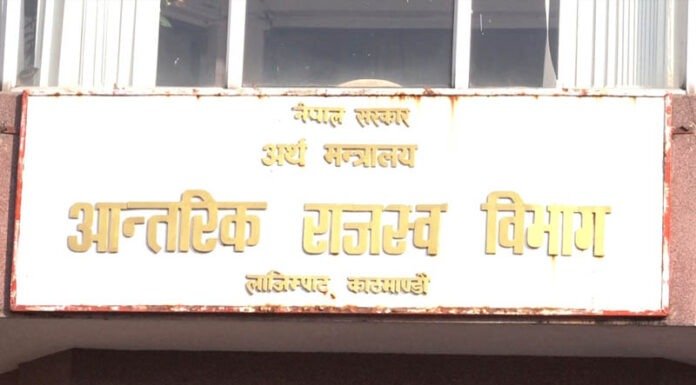 नेपाल सरकार
अर्थ मन्त्रालय
आन्तरिक राजस्व विभाग
लाजिम्पाट, काठमाण्डौ